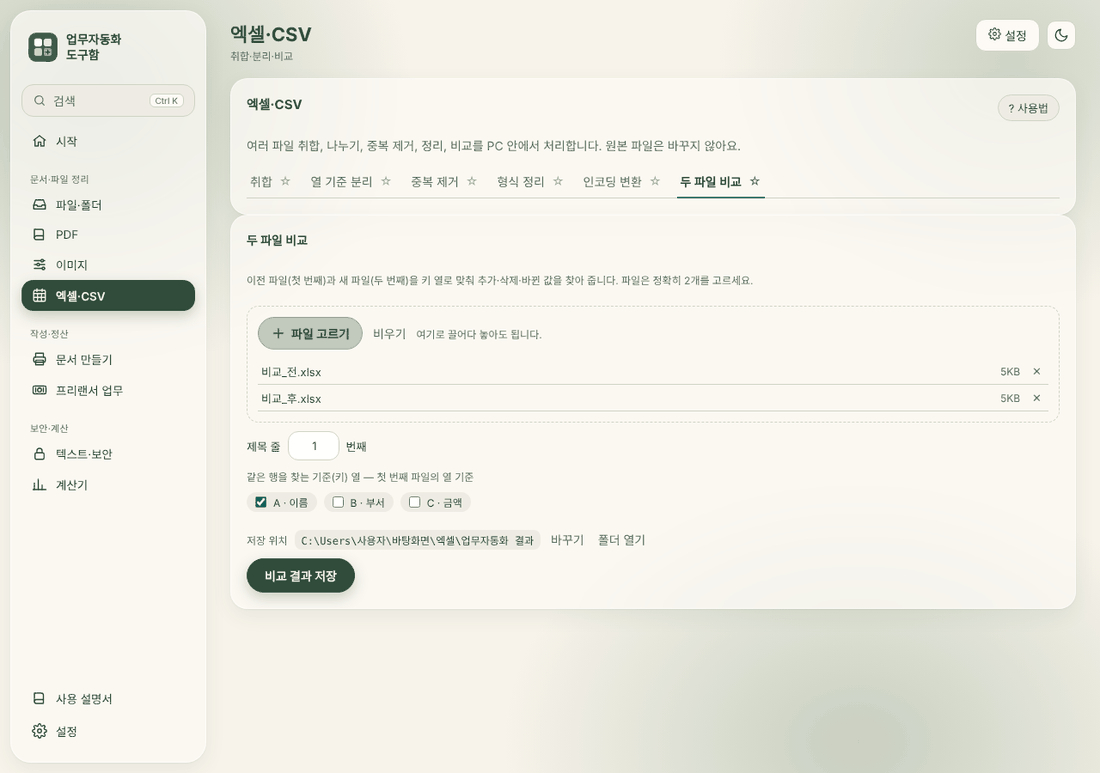 업무자동화
도구함
검색 Ctrl K
시작
문서·파일 정리
파일·폴더
PDF
이미지
엑셀·CSV
작성·정산
문서 만들기
프리랜서 업무
보안·계산
텍스트·보안
계산기
사용 설명서
설정
엑셀·CSV
취합·분리·비교
설정
엑셀·CSV
? 사용법
여러 파일 취합, 나누기, 중복 제거, 정리, 비교를 PC 안에서 처리합니다. 원본 파일은 바꾸지 않아요.
취합 ☆ 열 기준 분리 ☆ 중복 제거 ☆ 형식 정리 ☆ 인코딩 변환 ☆ 두 파일 비교 ☆
두 파일 비교
이전 파일(첫 번째)과 새 파일(두 번째)을 키 열로 맞춰 추가·삭제·바뀐 값을 찾아 줍니다. 파일은 정확히 2개를 고르세요.
+ 파일 고르기 비우기 여기로 끌어다 놓아도 됩니다.
비교_전.xlsx 5KB ×
비교_후.xlsx 5KB ×
제목 줄 1 번째
같은 행을 찾는 기준(키) 열 — 첫 번째 파일의 열 기준
A · 이름 B · 부서 C · 금액
저장 위치 C:\Users\사용자\바탕화면\엑셀\업무자동화 결과 바꾸기 폴더 열기
비교 결과 저장